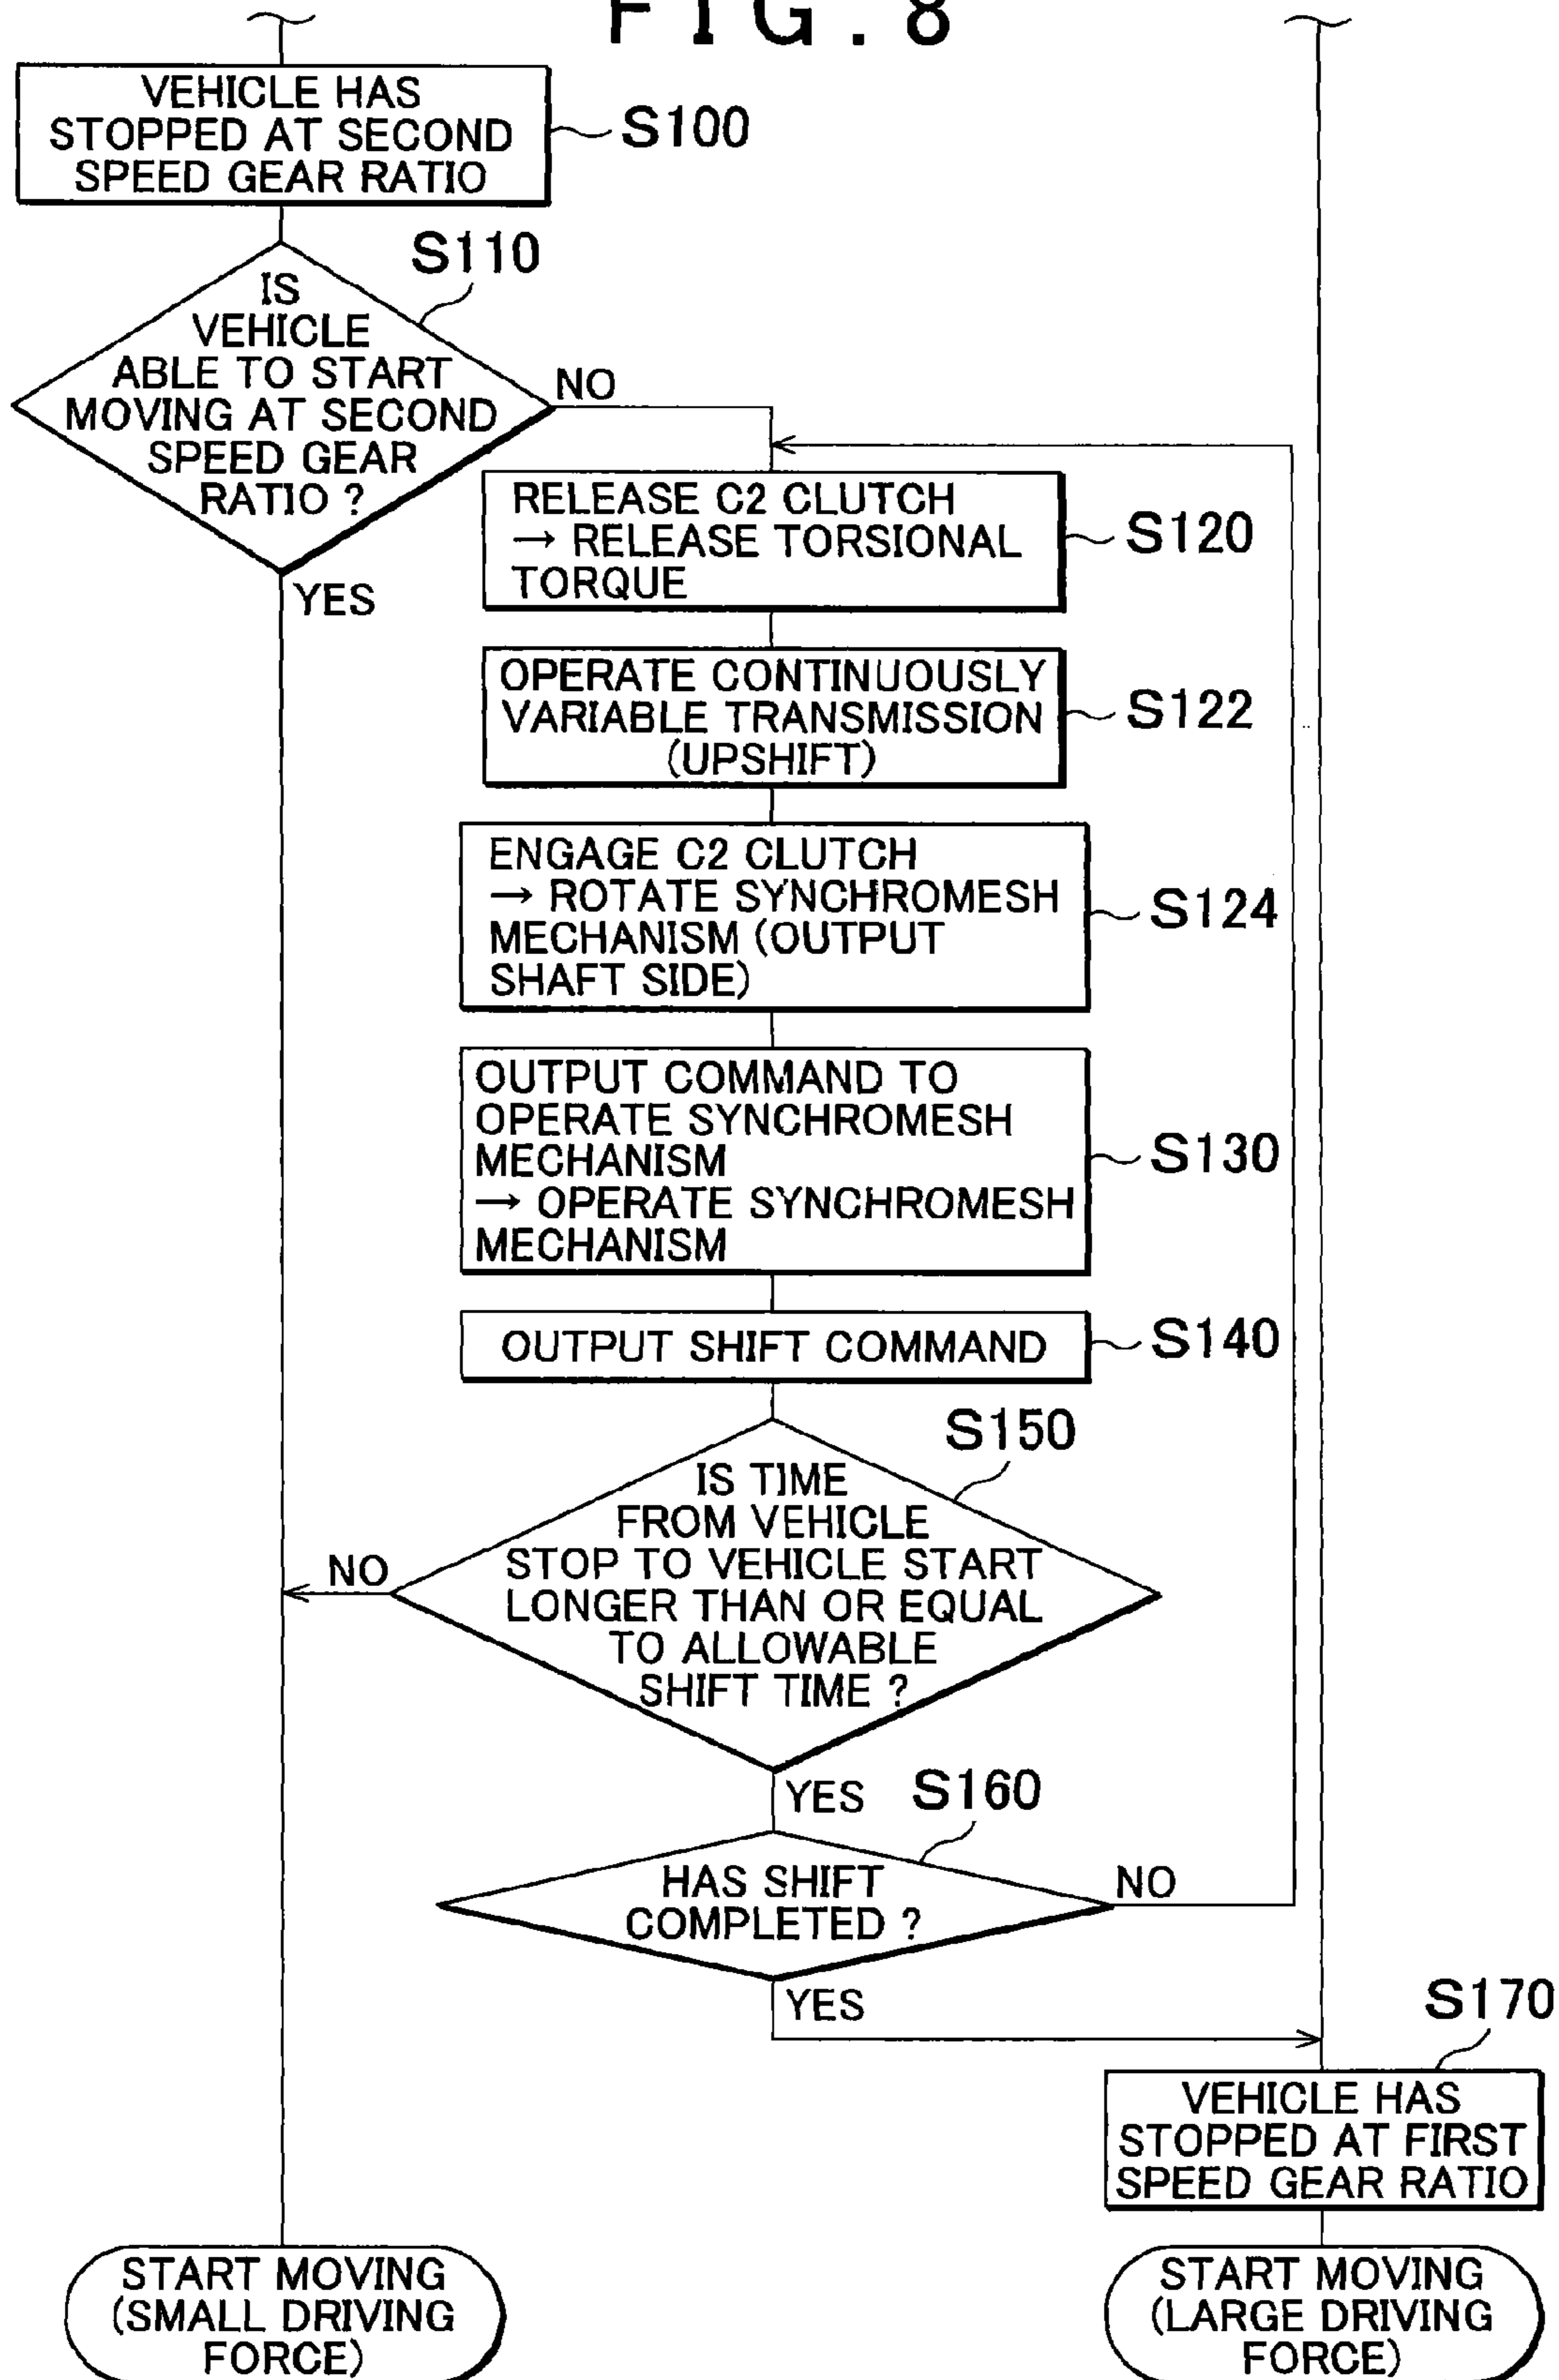 FIG.8
VEHICLE HAS
STOPPED AT SECOND
SPEED GEAR RATIO
S100
S110
IS
VEHICLE
ABLE TO START
MOVING AT SECOND
SPEED GEAR
RATIO ?
NO
YES
RELEASE C2 CLUTCH
→ RELEASE TORSIONAL
TORQUE
S120
OPERATE CONTINUOUSLY
VARIABLE TRANSMISSION
(UPSHIFT)
S122
ENGAGE C2 CLUTCH
→ ROTATE SYNCHROMESH
MECHANISM (OUTPUT
SHAFT SIDE)
S124
OUTPUT COMMAND TO
OPERATE SYNCHROMESH
MECHANISM
→ OPERATE SYNCHROMESH
MECHANISM
S130
OUTPUT SHIFT COMMAND
S140
S150
IS TIME
FROM VEHICLE
STOP TO VEHICLE START
LONGER THAN OR EQUAL
TO ALLOWABLE
SHIFT TIME ?
NO
YES
S160
HAS SHIFT
COMPLETED ?
NO
YES
S170
VEHICLE HAS
STOPPED AT FIRST
SPEED GEAR RATIO
START MOVING
(SMALL DRIVING
FORCE)
START MOVING
(LARGE DRIVING
FORCE)